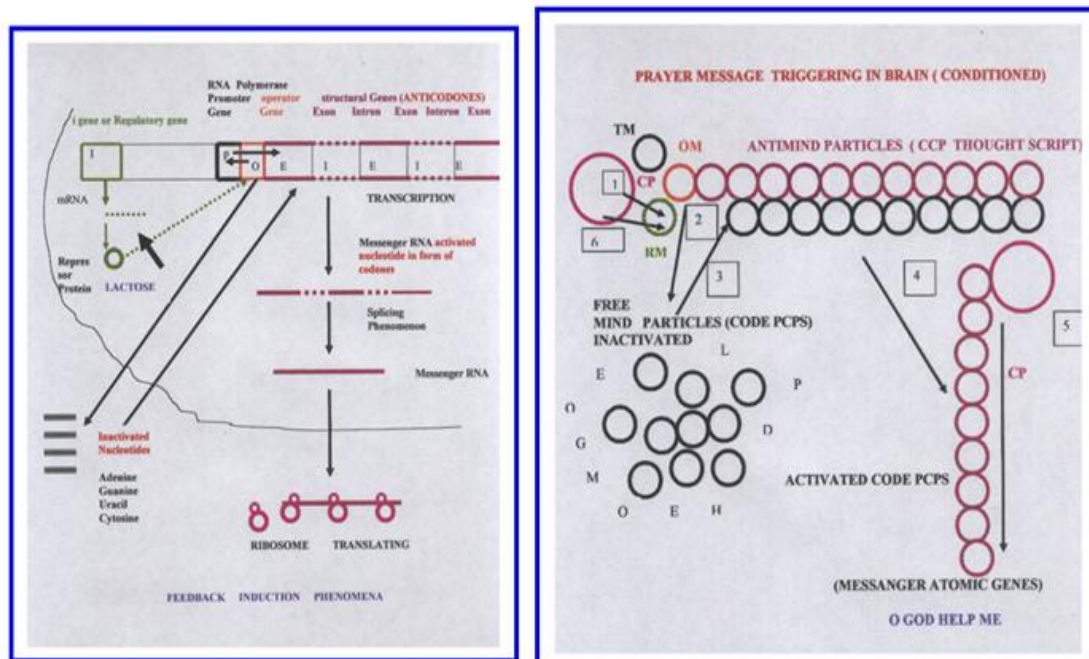 RNA Polymerase
Promoter operator structural Genes (ANTICODONES)
Gene Gene Exon Intron Exon Interon Exon
i gene or Regulatory gene
I P O E I E I E
mRNA
TRANSCRIPTION
Messenger RNA activated
nucleotide in form of
codones
Repres
sor
Protein
LACTOSE
Splicing
Phenomenon
Messenger RNA
Inactivated
Nucleotides
Adenine
Guanine
Uracil
Cytosine
RIBOSOME TRANSLATING
FEEDBACK INDUCTION PHENOMENA
PRAYER MESSAGE TRIGGERING IN BRAIN ( CONDITIONED)
TM
OM
ANTIMIND PARTICLES ( CCP THOUGHT SCRIPT)
CP
1
2
6
RM
3
4
5
FREE
MIND PARTICLES (CODE PCPS)
INACTIVATED
L
E
P
O
G
D
M
O E H
CP
ACTIVATED CODE PCPS
(MESSANGER ATOMIC GENES)
O GOD HELP ME